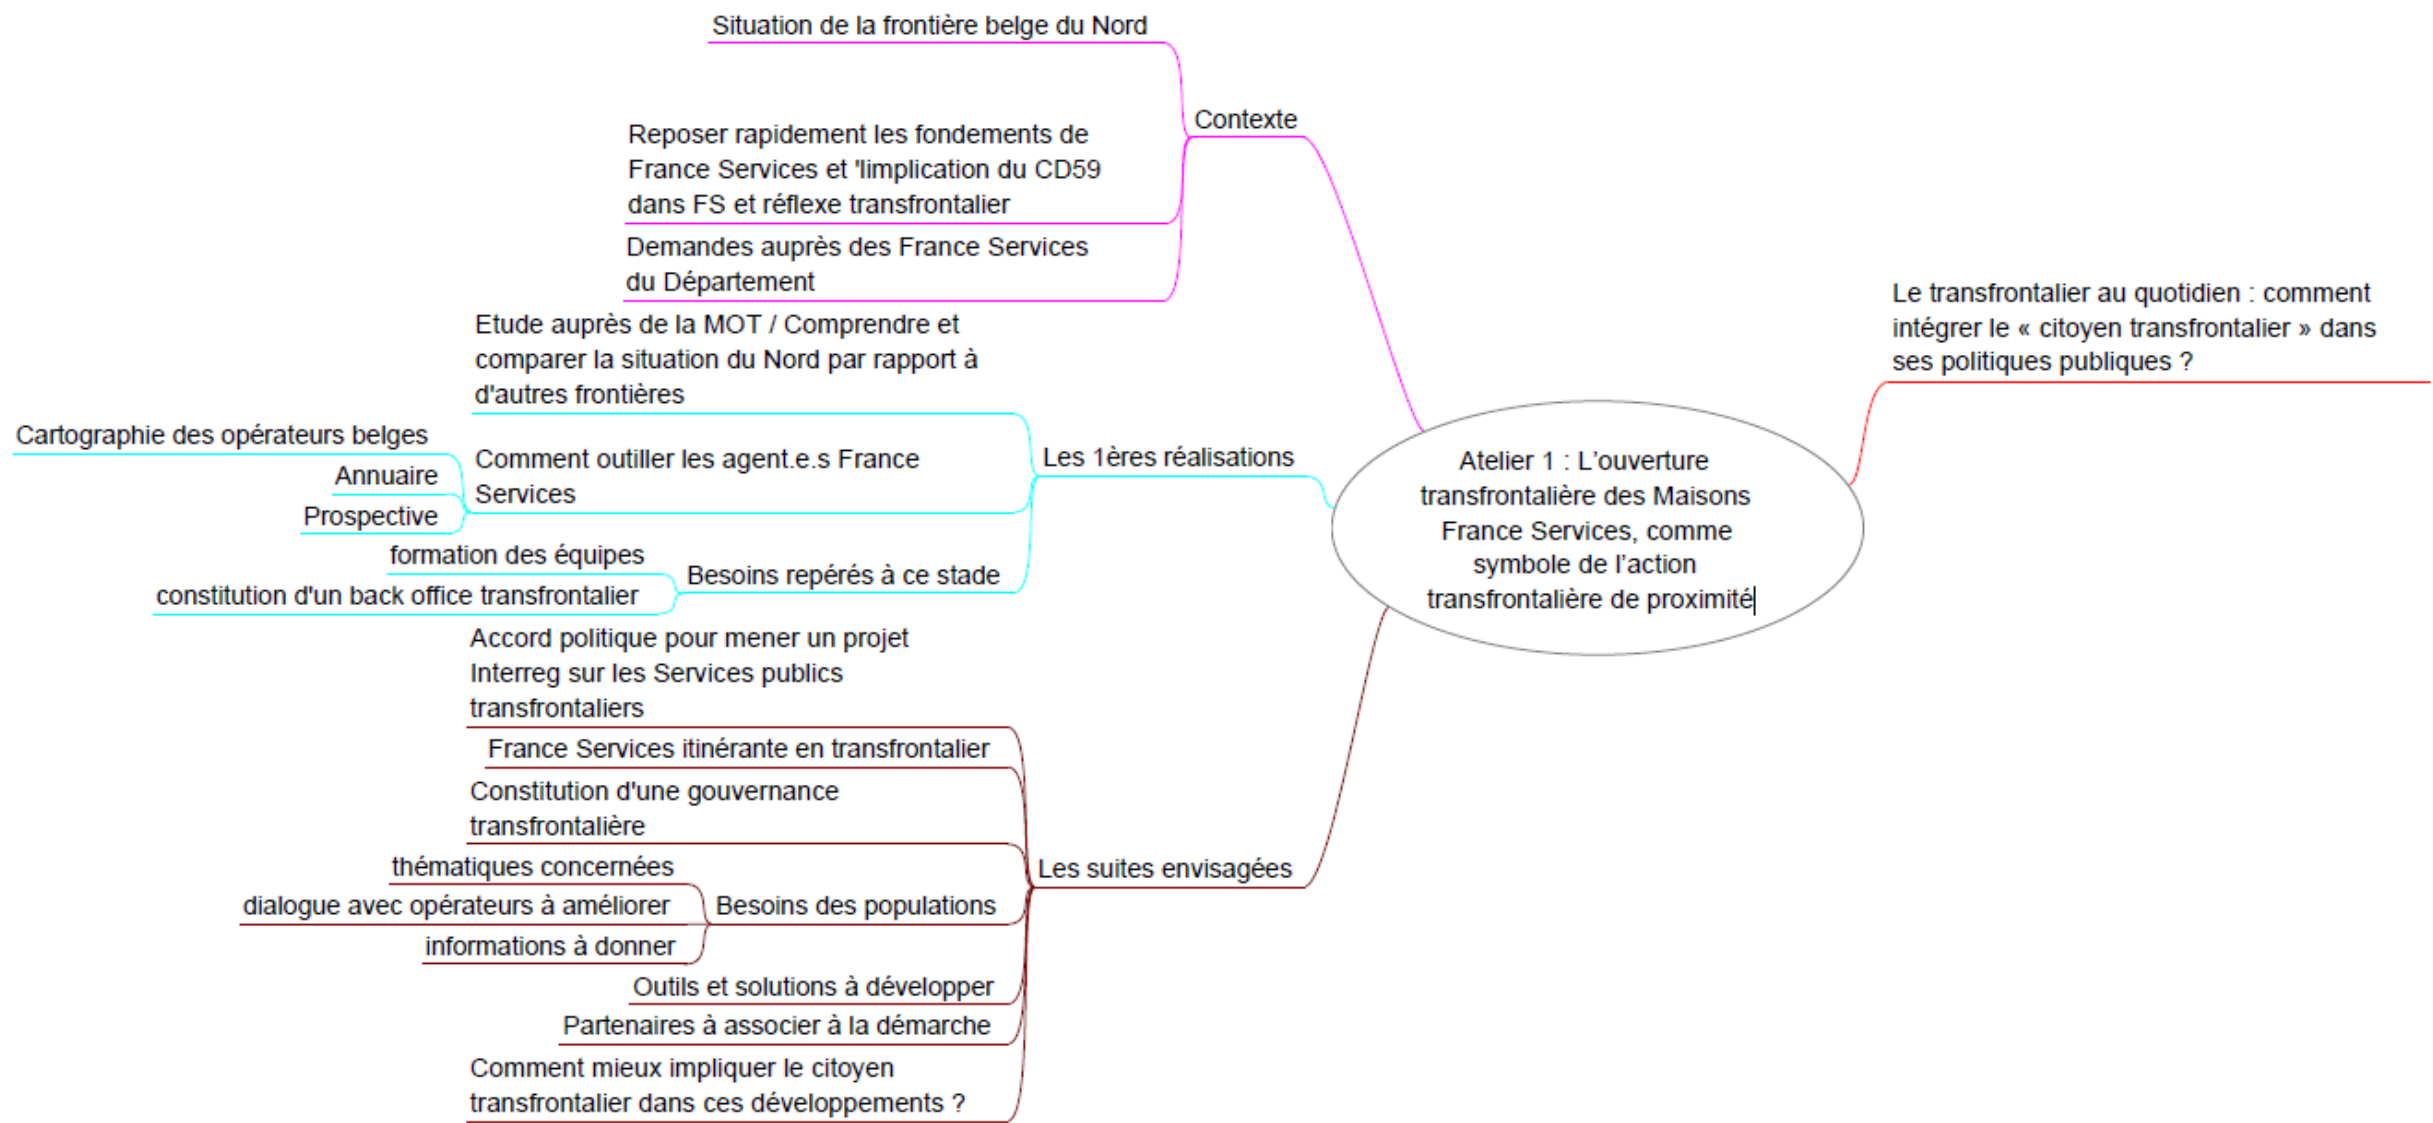 Situation de la frontière belge du Nord
Contexte
Reposer rapidement les fondements de
France Services et 'limplication du CD59
dans FS et réflexe transfrontalier
Demandes auprès des France Services
du Département
Le transfrontalier au quotidien : comment
intégrer le « citoyen transfrontalier » dans
ses politiques publiques ?
Etude auprès de la MOT / Comprendre et
comparer la situation du Nord par rapport à
d'autres frontières
Cartographie des opérateurs belges
Annuaire
Prospective
Comment outiller les agent.e.s France
Services
Les 1ères réalisations
formation des équipes
constitution d'un back office transfrontalier
Besoins repérés à ce stade
Atelier 1 : L’ouverture
transfrontalière des Maisons
France Services, comme
symbole de l’action
transfrontalière de proximité
Accord politique pour mener un projet
Interreg sur les Services publics
transfrontaliers
France Services itinérante en transfrontalier
Constitution d'une gouvernance
transfrontalière
Les suites envisagées
thématiques concernées
dialogue avec opérateurs à améliorer
informations à donner
Besoins des populations
Outils et solutions à développer
Partenaires à associer à la démarche
Comment mieux impliquer le citoyen
transfrontalier dans ces développements ?